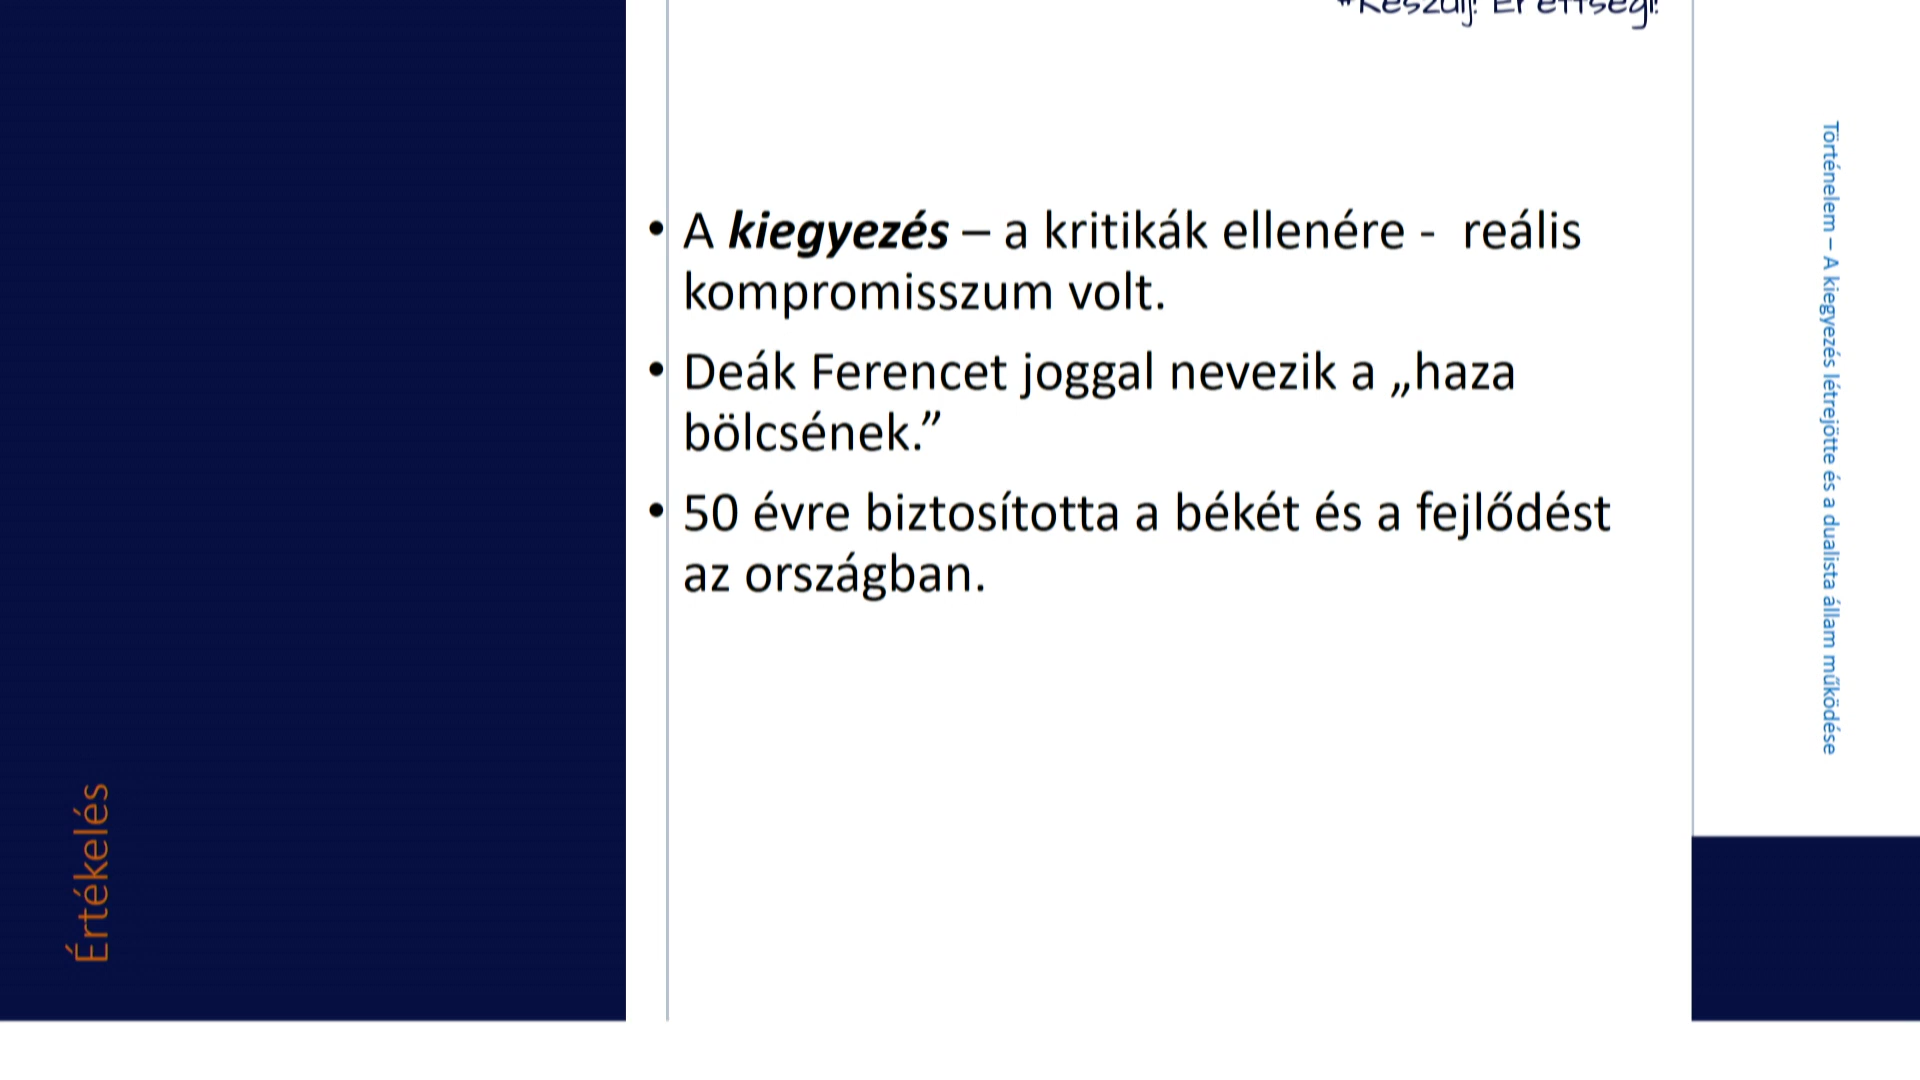 #Készülj! Érettségi!
• A kiegyezés – a kritikák ellenére - reális
kompromisszum volt.
• Deák Ferencet joggal nevezik a „haza
bölcsének.”
• 50 évre biztosította a békét és a fejlődést
az országban.
Értékelés
Történelem – A kiegyezés létrejötte és a dualista állam működése